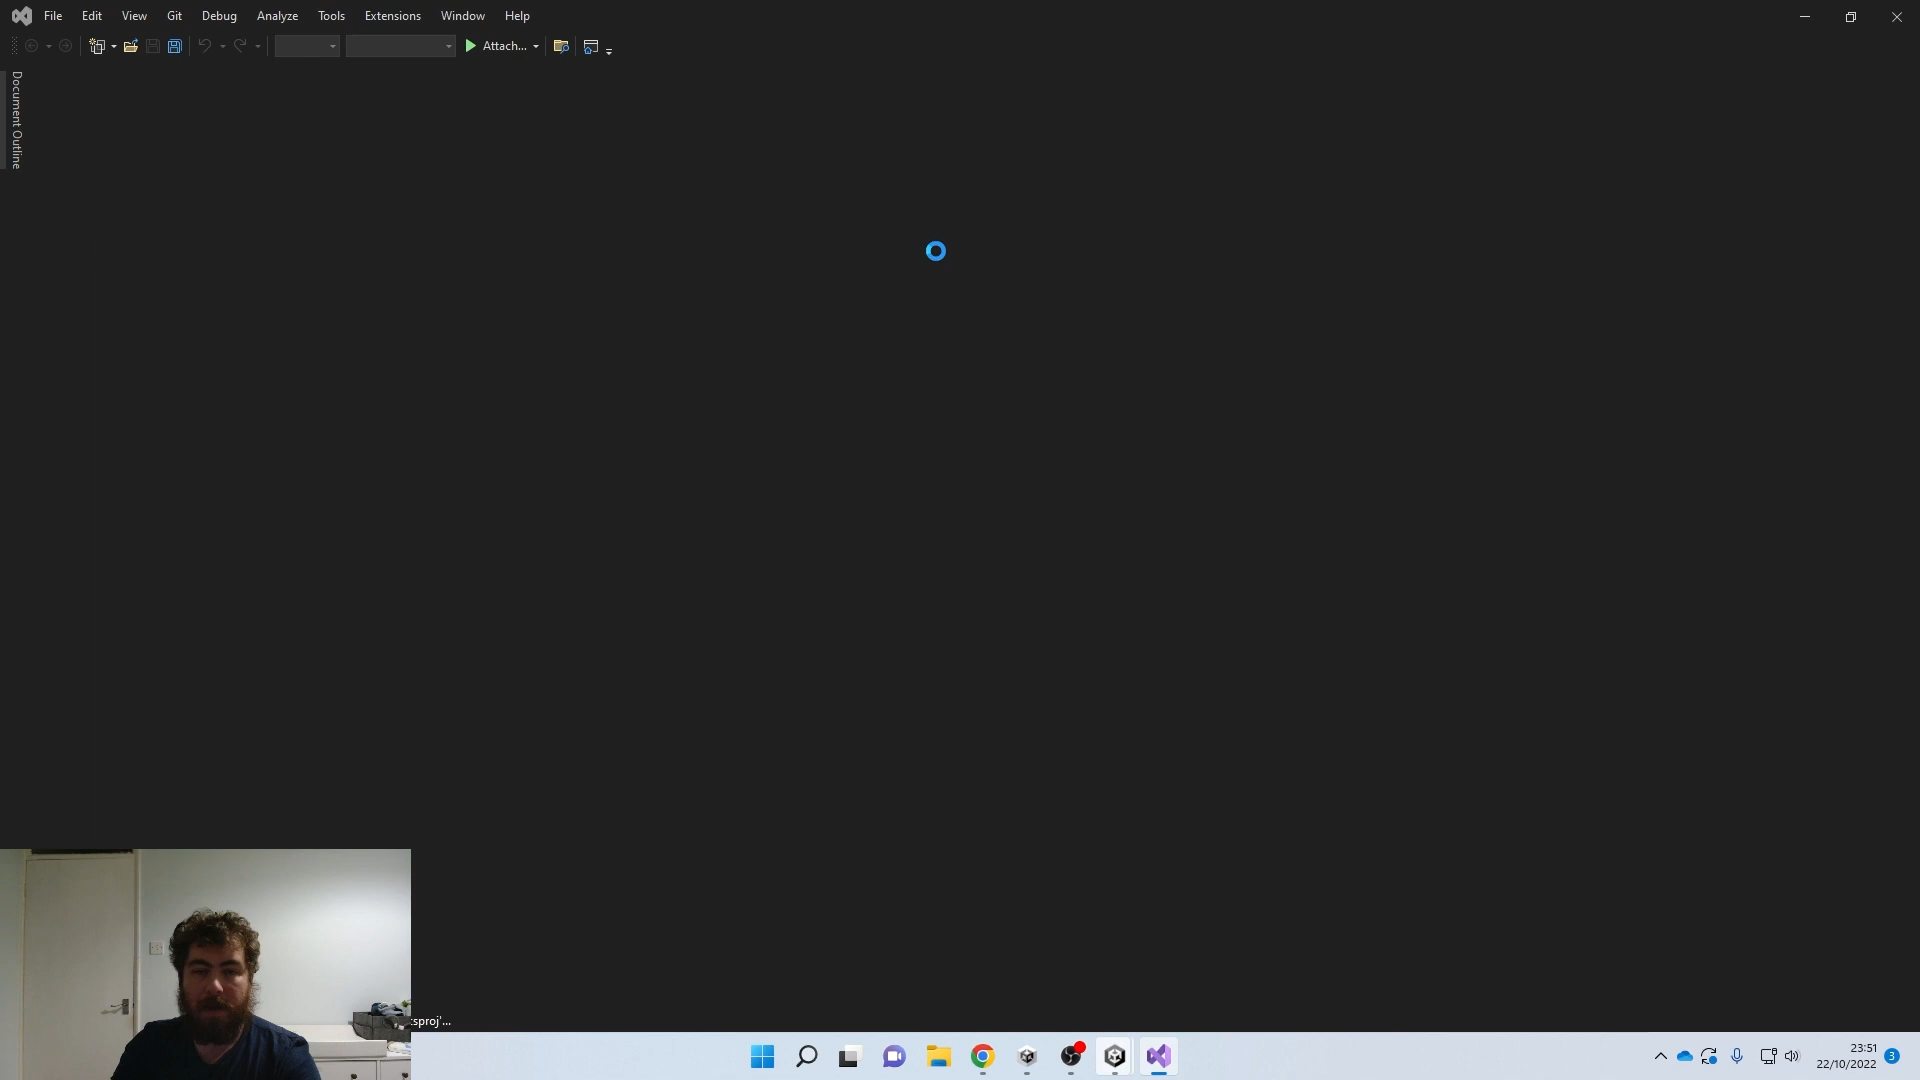 File Edit View Git Debug Analyze Tools Extensions Window Help
Attach...
Document Outline
csproj'...
23:51
22/10/2022
3